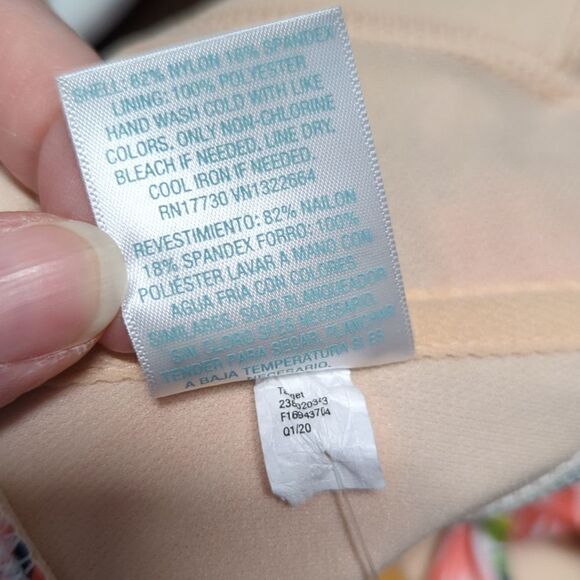 SHELL: 82% NYLON 18% SPANDEX
LINING: 100% POLYESTER
HAND WASH COLD WITH LIKE
COLORS. ONLY NON-CHLORINE
BLEACH IF NEEDED. LINE DRY.
COOL IRON IF NEEDED.
RN17730 VN1322664
REVESTIMIENTO: 82% NAILON
18% SPANDEX FORRO: 100%
POLIÉSTER LAVAR A MANO CON
AGUA FRIA CON COLORES
SIMILARES. SOLO BLANQUEADOR
SIN CLORO SI ES NECESARIO.
TENDER PARA SECAR. PLANCHAR
A BAJA TEMPERATURA SI ES
NECESARIO.
Target
F16943704
Q1/20